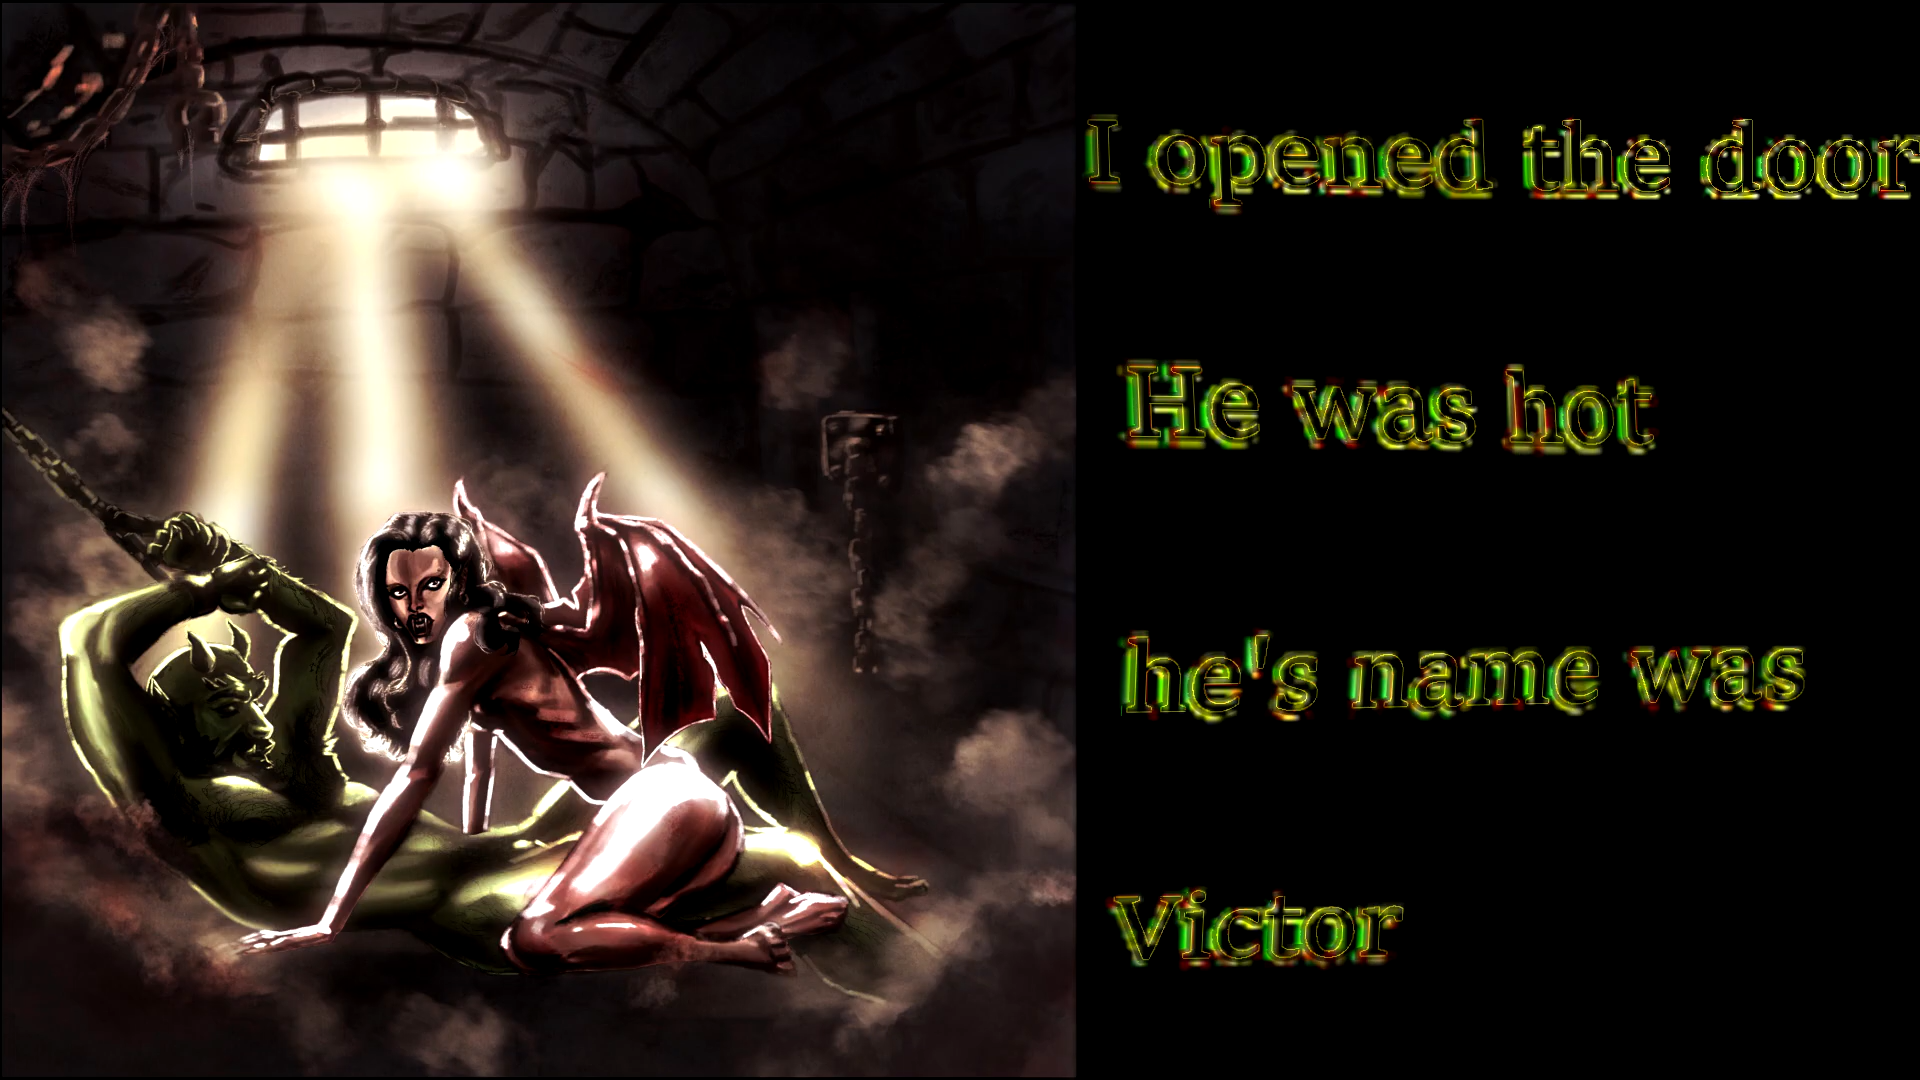 I opened the door
He was hot
he's name was
Victor